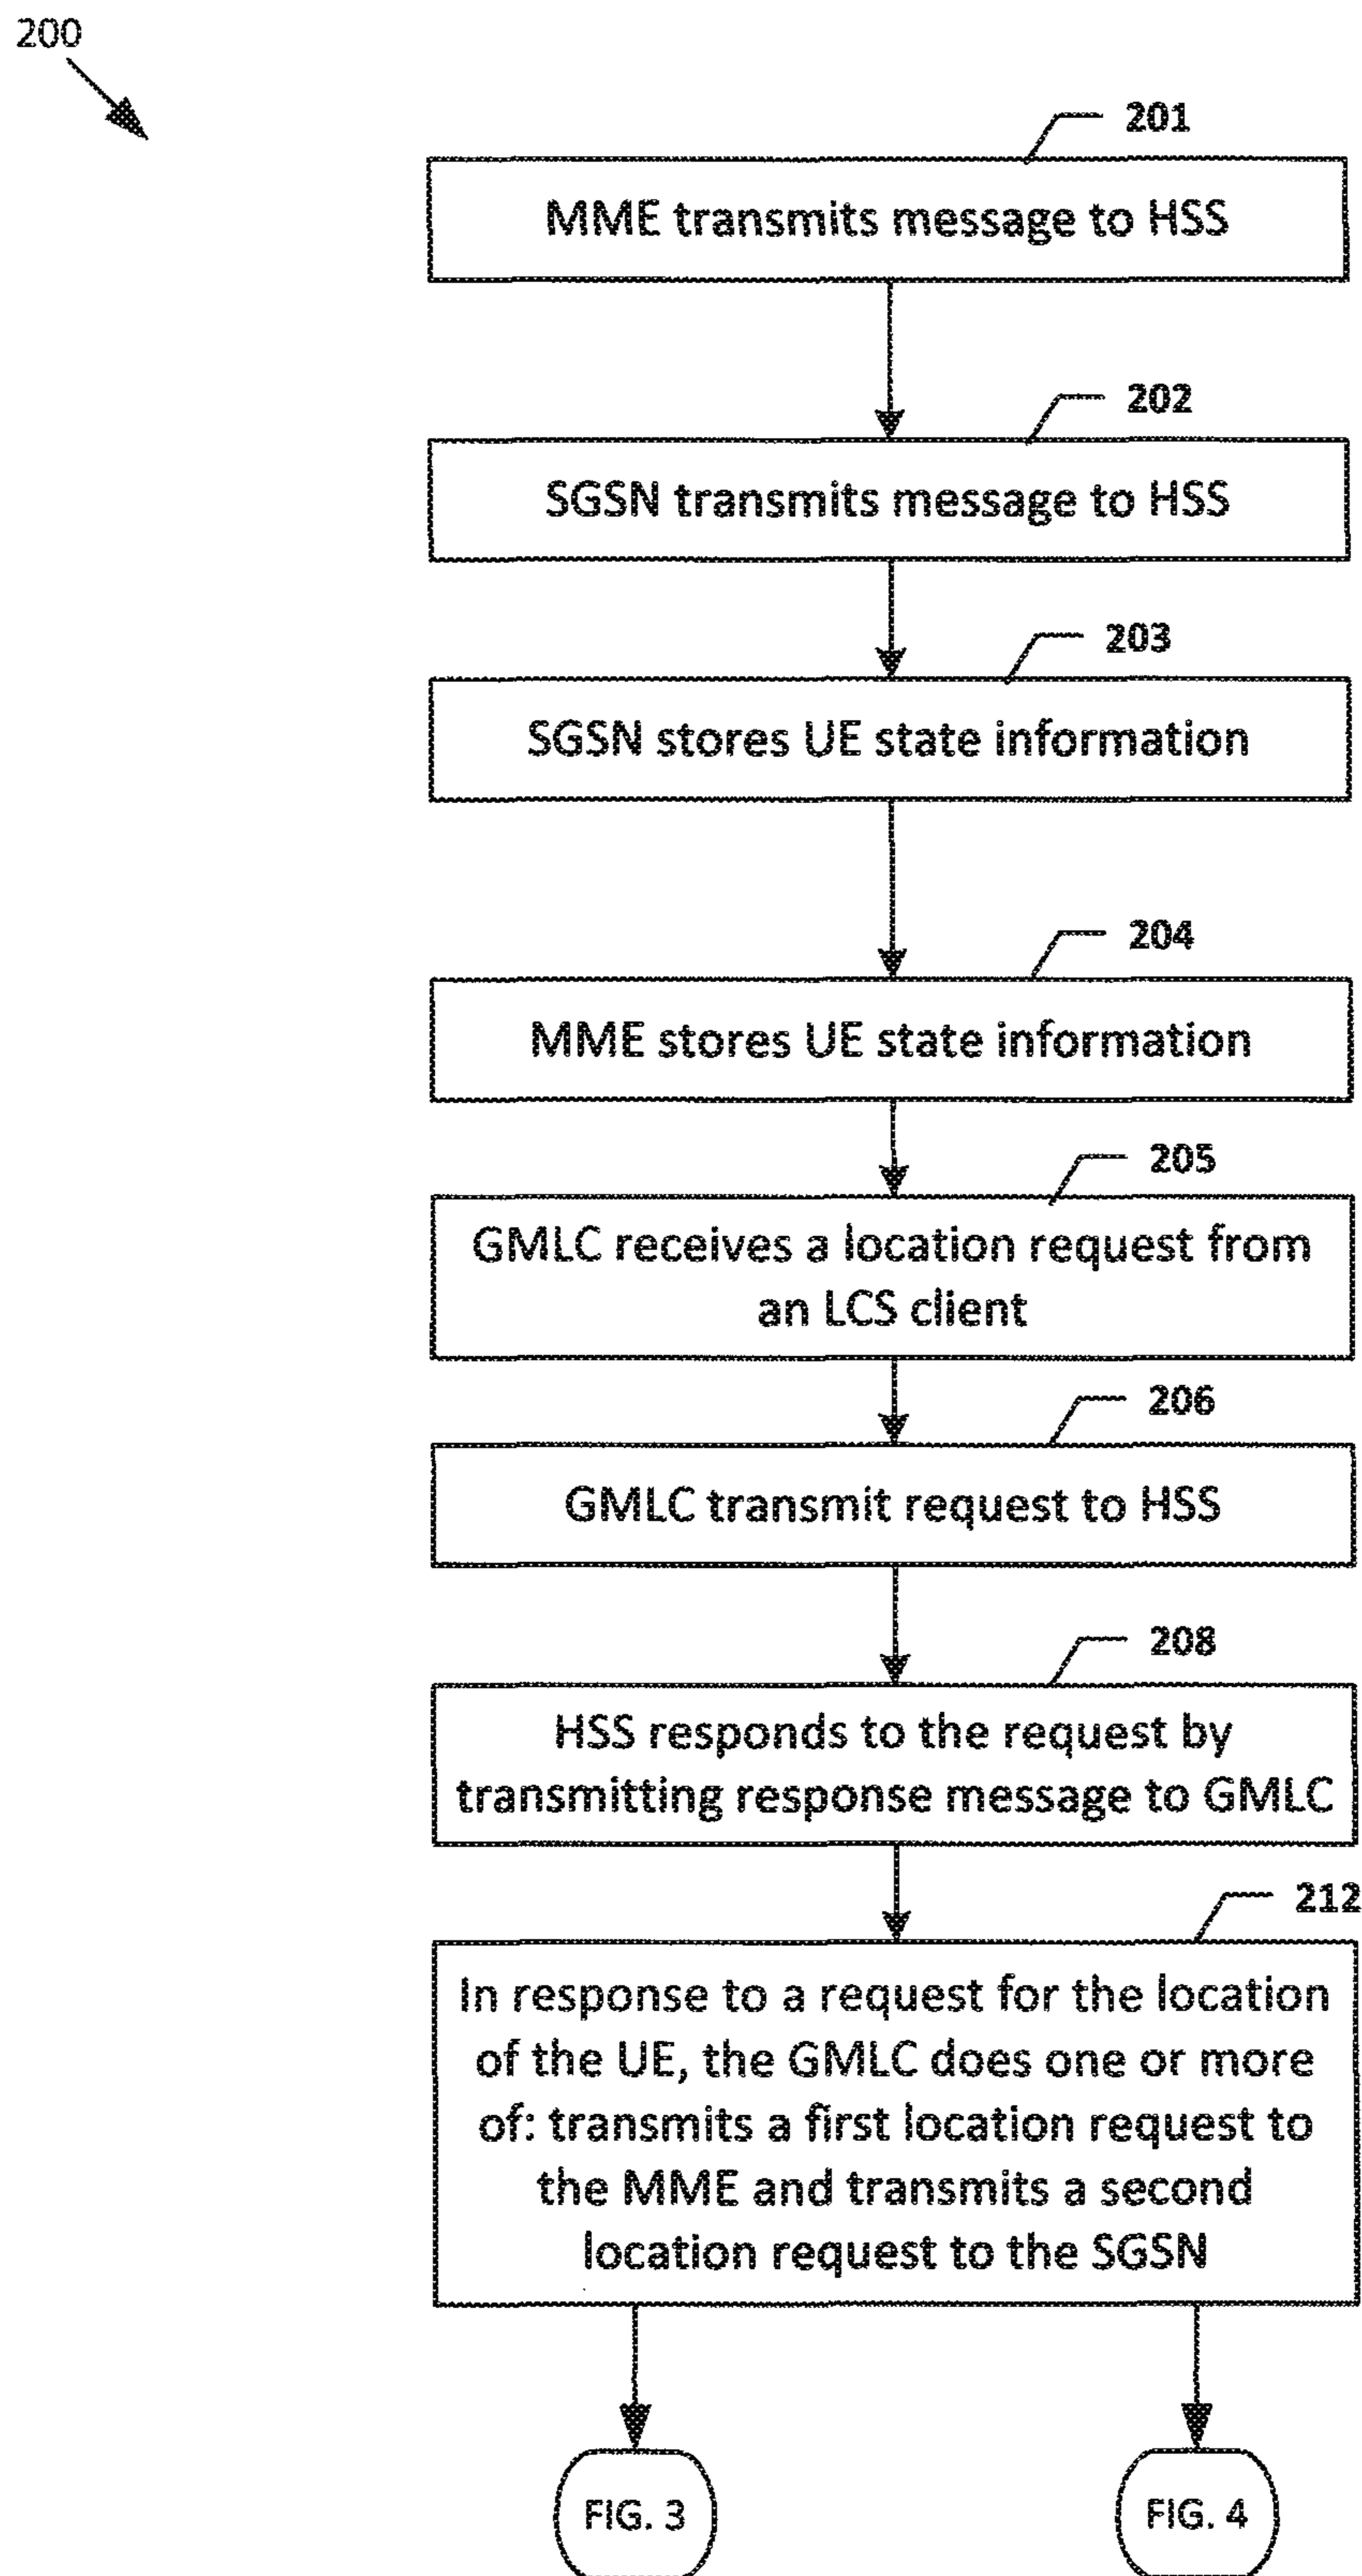 200
201
MME transmits message to HSS
202
SGSN transmits message to HSS
203
SGSN stores UE state information
204
MME stores UE state information
205
GMLC receives a location request from
an LCS client
206
GMLC transmit request to HSS
208
HSS responds to the request by
transmitting response message to GMLC
212
In response to a request for the location
of the UE, the GMLC does one or more
of: transmits a first location request to
the MME and transmits a second
location request to the SGSN
FIG. 3
FIG. 4